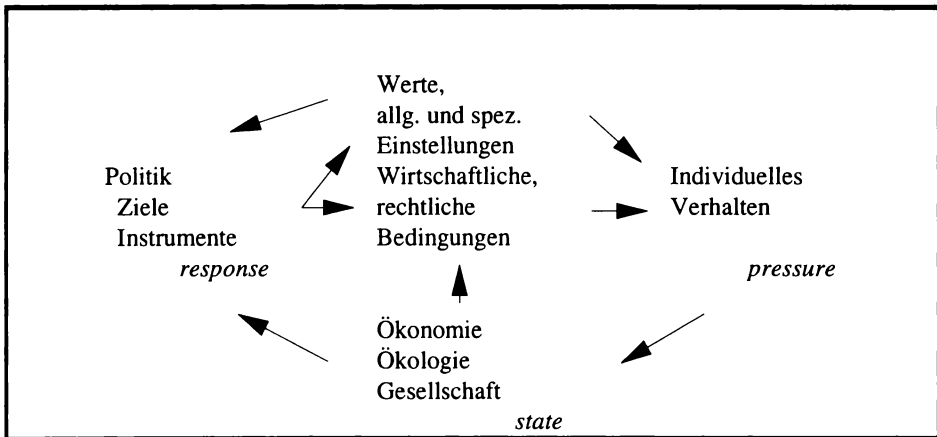 Werte,
allg. und spez.
Einstellungen
Wirtschaftliche,
rechtliche
Bedingungen
Politik
Ziele
Instrumente
response
Individuelles
Verhalten
pressure
Ökonomie
Ökologie
Gesellschaft
state